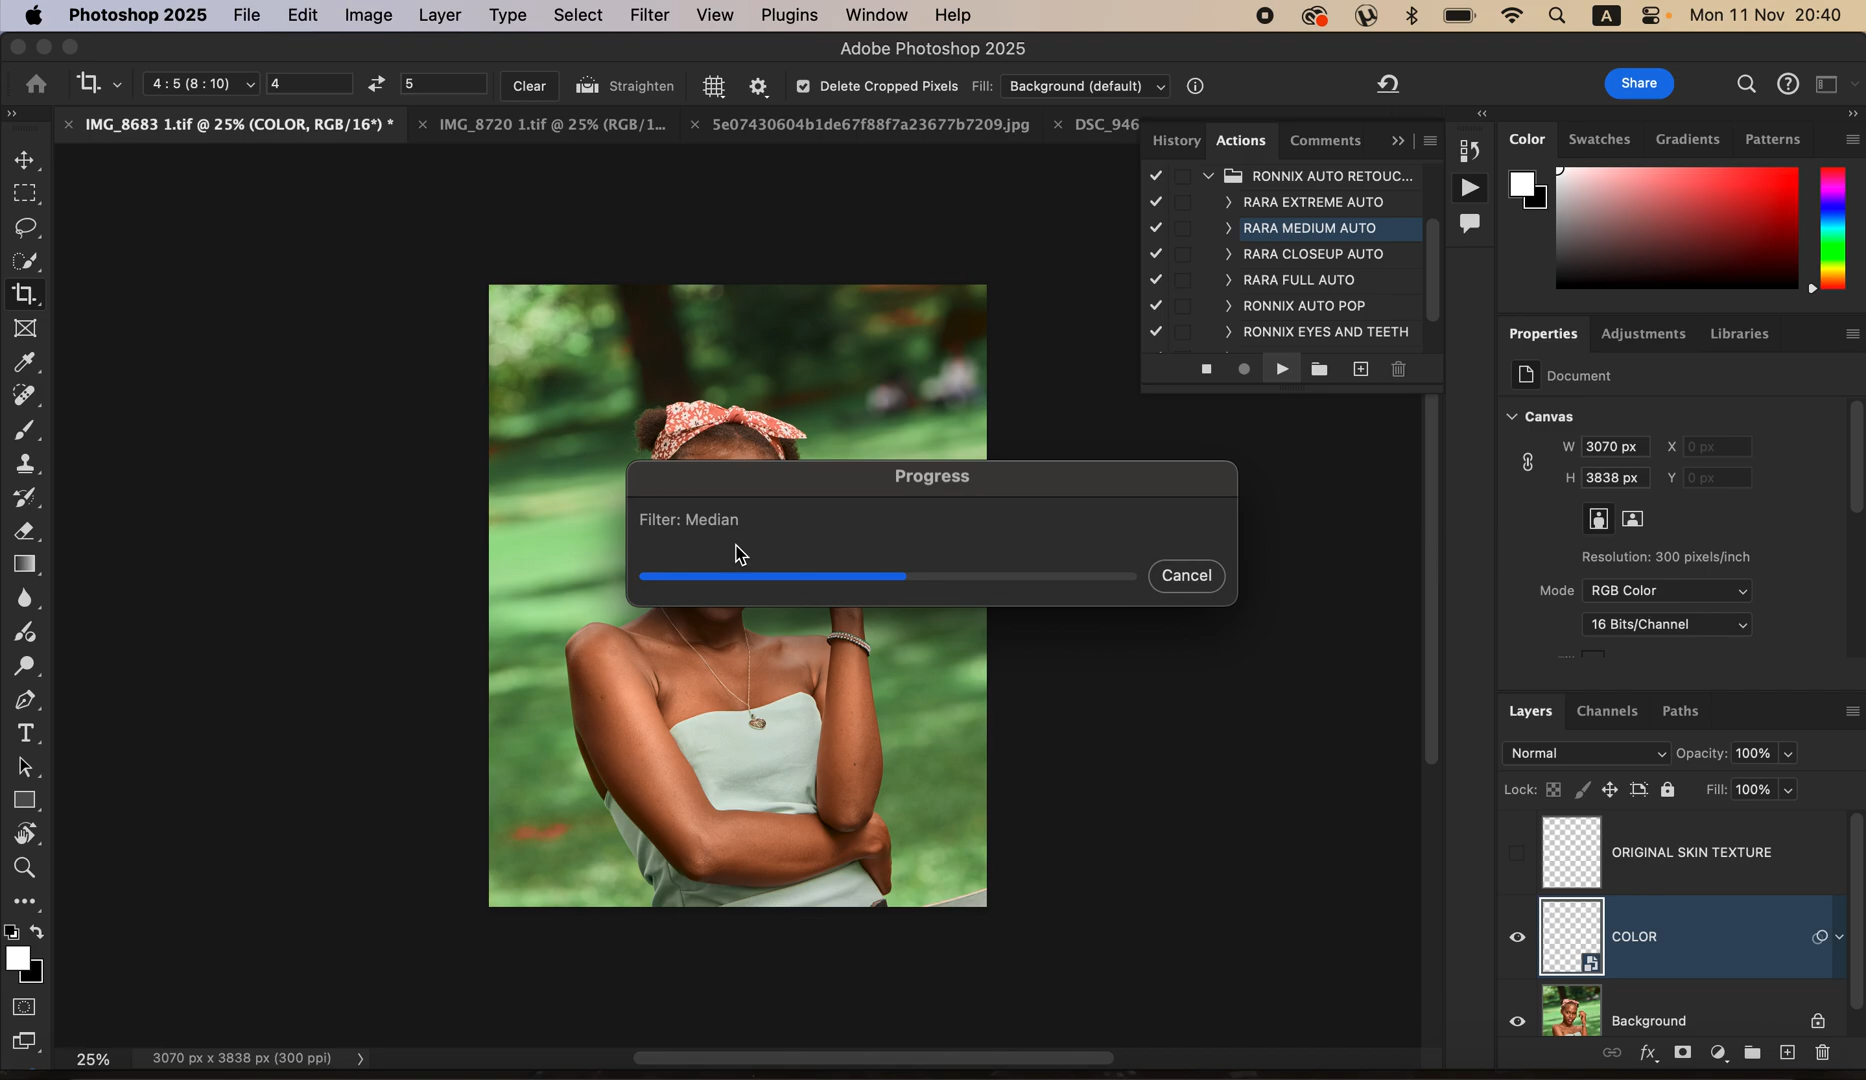 Photoshop 2025 File Edit Image Layer Type Select Filter View Plugins Window Help A Mon 11 Nov 20:40
Adobe Photoshop 2025
4 : 5 (8 : 10) 4 5 Clear Straighten Delete Cropped Pixels Fill: Background (default) Share
IMG_8683 1.tif @ 25% (COLOR, RGB/16*) * IMG_8720 1.tif @ 25% (RGB/1... 5e07430604b1de67f88f7a23677b7209.jpg DSC_946
History Actions Comments
RONNIX AUTO RETOUC...
RARA EXTREME AUTO
RARA MEDIUM AUTO
RARA CLOSEUP AUTO
RARA FULL AUTO
RONNIX AUTO POP
RONNIX EYES AND TEETH
Color Swatches Gradients Patterns
Properties Adjustments Libraries
Document
Canvas
W 3070 px X 0 px
H 3838 px Y 0 px
Resolution: 300 pixels/inch
Mode RGB Color
16 Bits/Channel
Progress
Filter: Median
Cancel
Layers Channels Paths
Normal Opacity: 100%
Lock: Fill: 100%
ORIGINAL SKIN TEXTURE
COLOR
Background
fx
25% 3070 px x 3838 px (300 ppi)